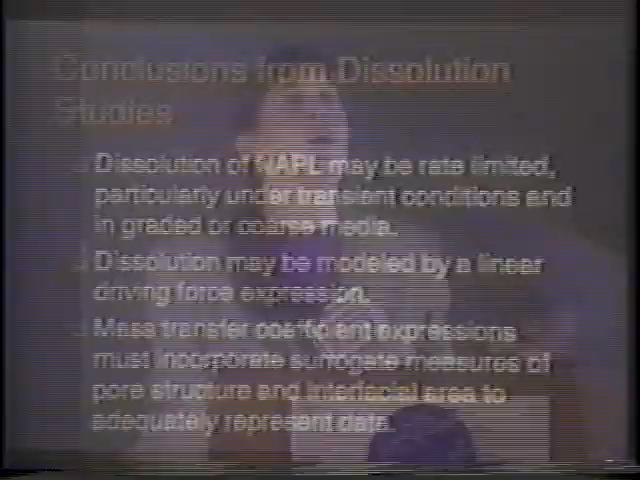 Conclusions from Dissolution
Studies
Dissolution of NAPL may be rate limited,
particularly under transient conditions and
in graded or coarse media.
Dissolution may be modeled by a linear
driving force expression.
Mass transfer coefficient expressions
must incorporate surrogate measures of
pore structure and interfacial area to
adequately represent data.